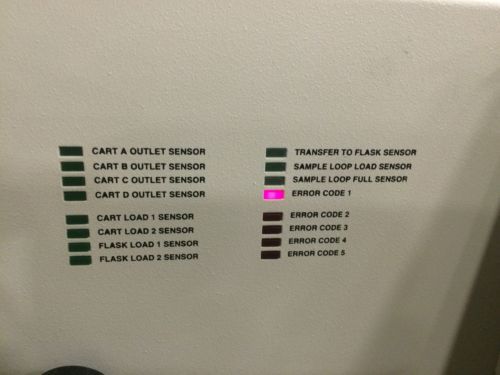 CART A OUTLET SENSOR
CART B OUTLET SENSOR
CART C OUTLET SENSOR
CART D OUTLET SENSOR
CART LOAD 1 SENSOR
CART LOAD 2 SENSOR
FLASK LOAD 1 SENSOR
FLASK LOAD 2 SENSOR
TRANSFER TO FLASK SENSOR
SAMPLE LOOP LOAD SENSOR
SAMPLE LOOP FULL SENSOR
ERROR CODE 1
ERROR CODE 2
ERROR CODE 3
ERROR CODE 4
ERROR CODE 5